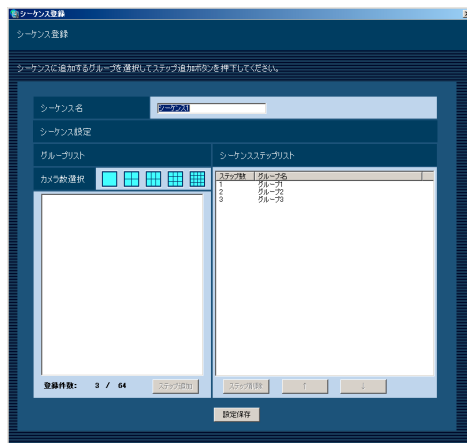 シーケンス登録
シーケンス登録
シーケンスに追加するグループを選択してステップ追加ボタンを押下してください。
シーケンス名 シーケンス1
シーケンス設定
グループリスト シーケンスステップリスト
カメラ数選択
ステップ数 グループ名
1 グループ1
2 グループ2
3 グループ3
登録件数: 3 / 64 ステップ追加 ステップ削除 ↑ ↓
設定保存